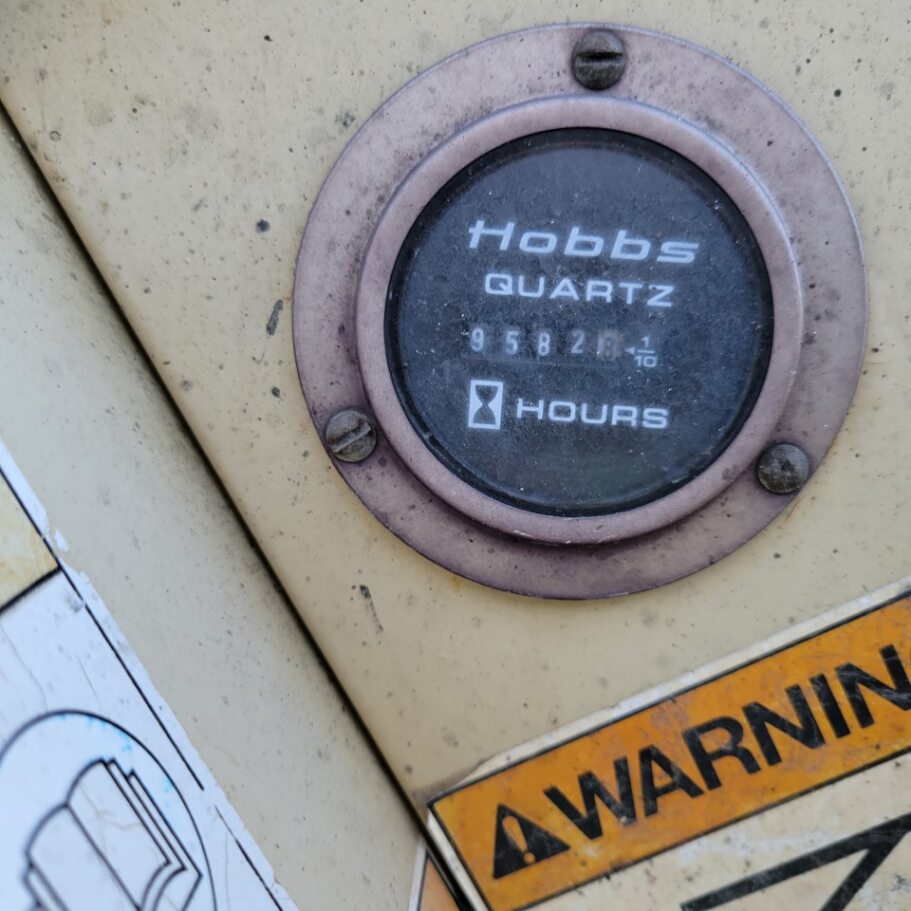 Hobbs
QUARTZ
9582 1/10
HOURS
WARNIN